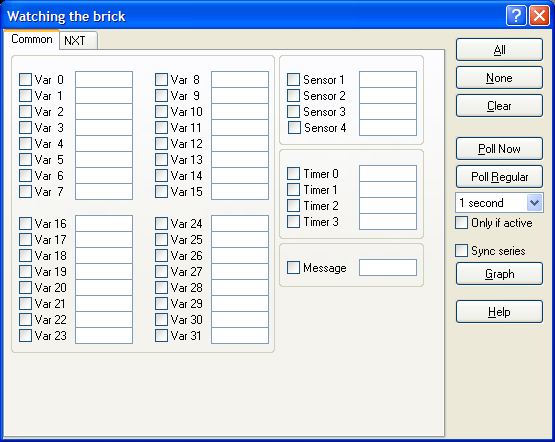 Watching the brick
Common NXT
Var 0
Var 1
Var 2
Var 3
Var 4
Var 5
Var 6
Var 7
Var 8
Var 9
Var 10
Var 11
Var 12
Var 13
Var 14
Var 15
Var 16
Var 17
Var 18
Var 19
Var 20
Var 21
Var 22
Var 23
Var 24
Var 25
Var 26
Var 27
Var 28
Var 29
Var 30
Var 31
Sensor 1
Sensor 2
Sensor 3
Sensor 4
Timer 0
Timer 1
Timer 2
Timer 3
Message
All
None
Clear
Poll Now
Poll Regular
1 second
Only if active
Sync series
Graph
Help